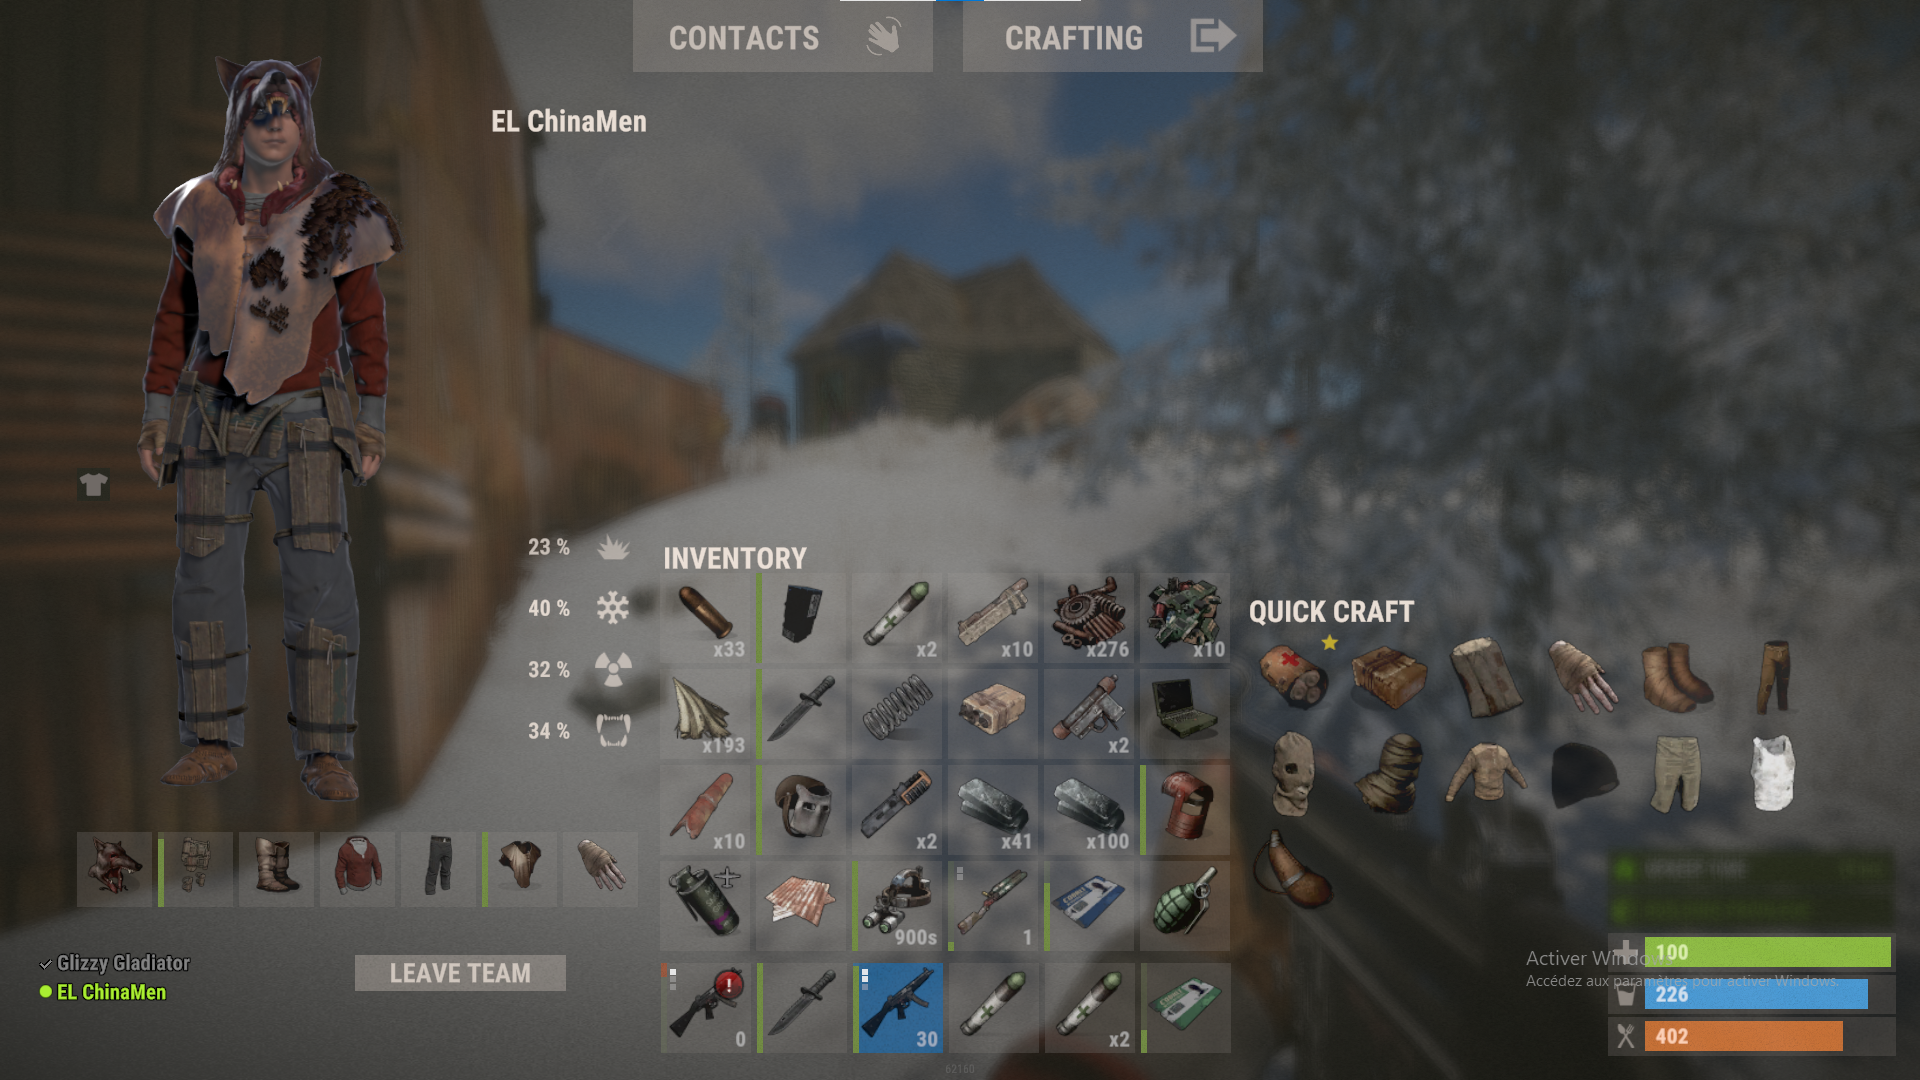 CONTACTS
CRAFTING
EL ChinaMen
23 %
40 %
32 %
34 %
INVENTORY
x33
x2
x10
x276
x10
x193
x2
x10
x2
x41
x100
900s
1
0
30
x2
QUICK CRAFT
Glizzy Gladiator
EL ChinaMen
LEAVE TEAM
100
226
402
Accédez aux paramètres pour activer Windows.
62150